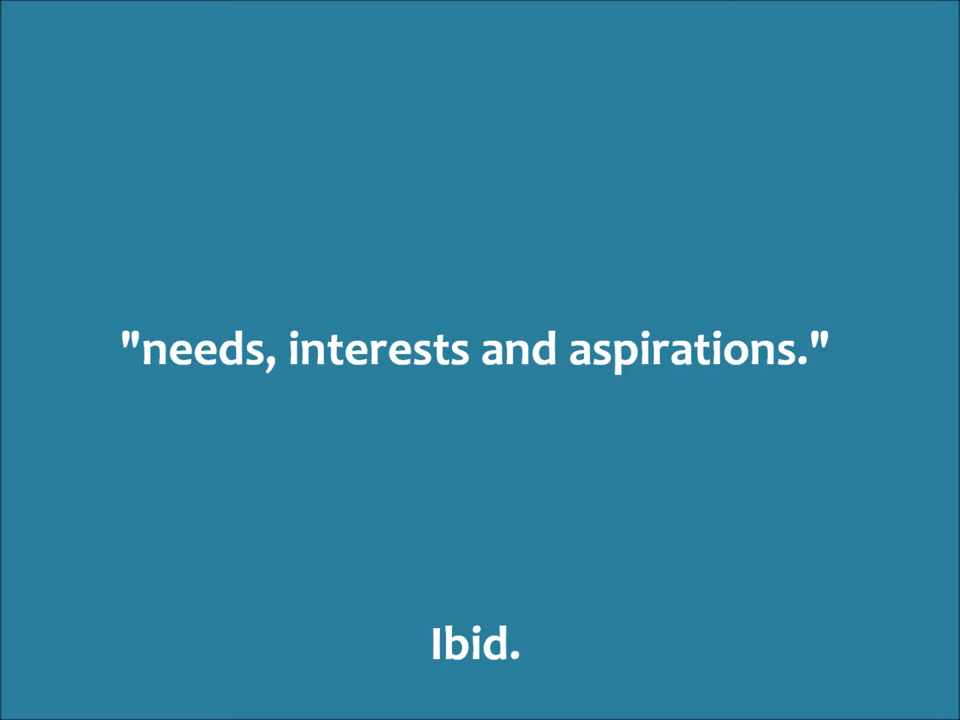 "needs, interests and aspirations."
Ibid.